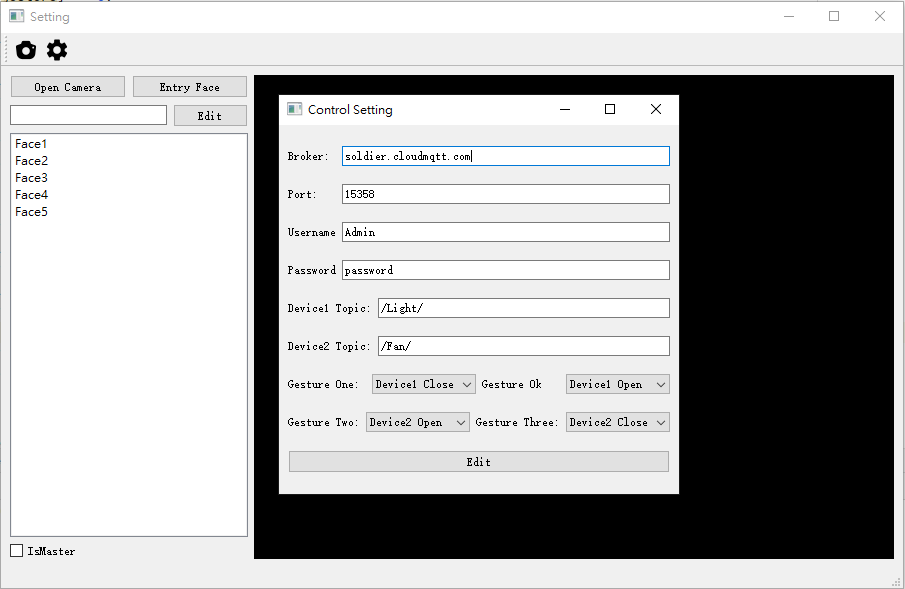 Setting
Open Camera
Entry Face
Edit
Face1
Face2
Face3
Face4
Face5
IsMaster
Control Setting
Broker: soldier.cloudmqtt.com
Port: 15358
Username Admin
Password password
Device1 Topic: /Light/
Device2 Topic: /Fan/
Gesture One: Device1 Close Gesture Ok Device1 Open
Gesture Two: Device2 Open Gesture Three: Device2 Close
Edit